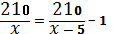 210/x = 210/(x − 5) − 1